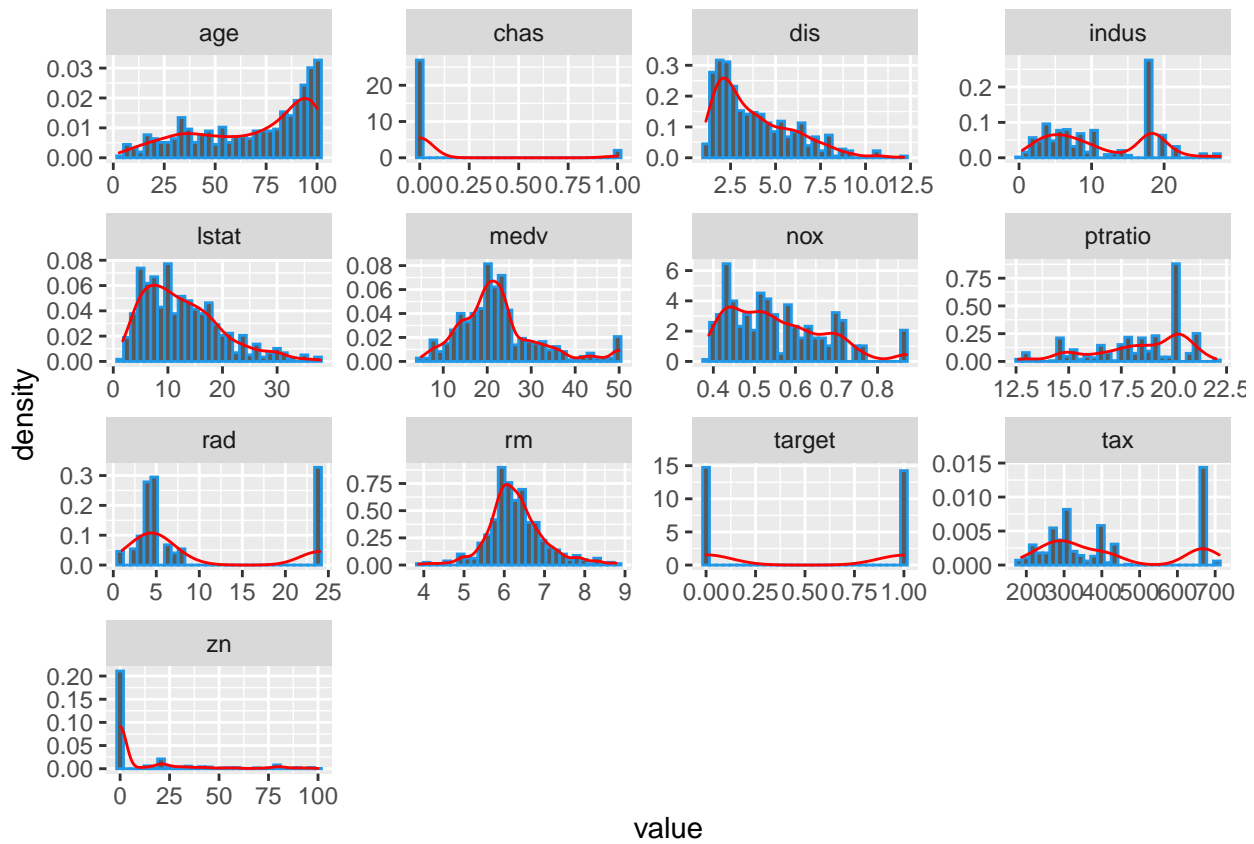 age chas dis indus
0.03
0.02
0.01
0.00
0 25 50 75 100
20
10
0
0.00 0.25 0.50 0.75 1.00
0.3
0.2
0.1
0.0
2.5 5.0 7.5 10.0 12.5
0.2
0.1
0.0
0 10 20
lstat medv nox ptratio
0.08
0.06
0.04
0.02
0.00
0 10 20 30
0.08
0.06
0.04
0.02
0.00
10 20 30 40 50
6
4
2
0
0.4 0.5 0.6 0.7 0.8
0.75
0.50
0.25
0.00
12.5 15.0 17.5 20.0 22.5
rad rm target tax
0.3
0.2
0.1
0.0
0 5 10 15 20 25
0.75
0.50
0.25
0.00
4 5 6 7 8 9
15
10
5
0
0.00 0.25 0.50 0.75 1.00
0.015
0.010
0.005
0.000
200 300 400 500 600 700
zn
0.20
0.15
0.10
0.05
0.00
0 25 50 75 100
density
value